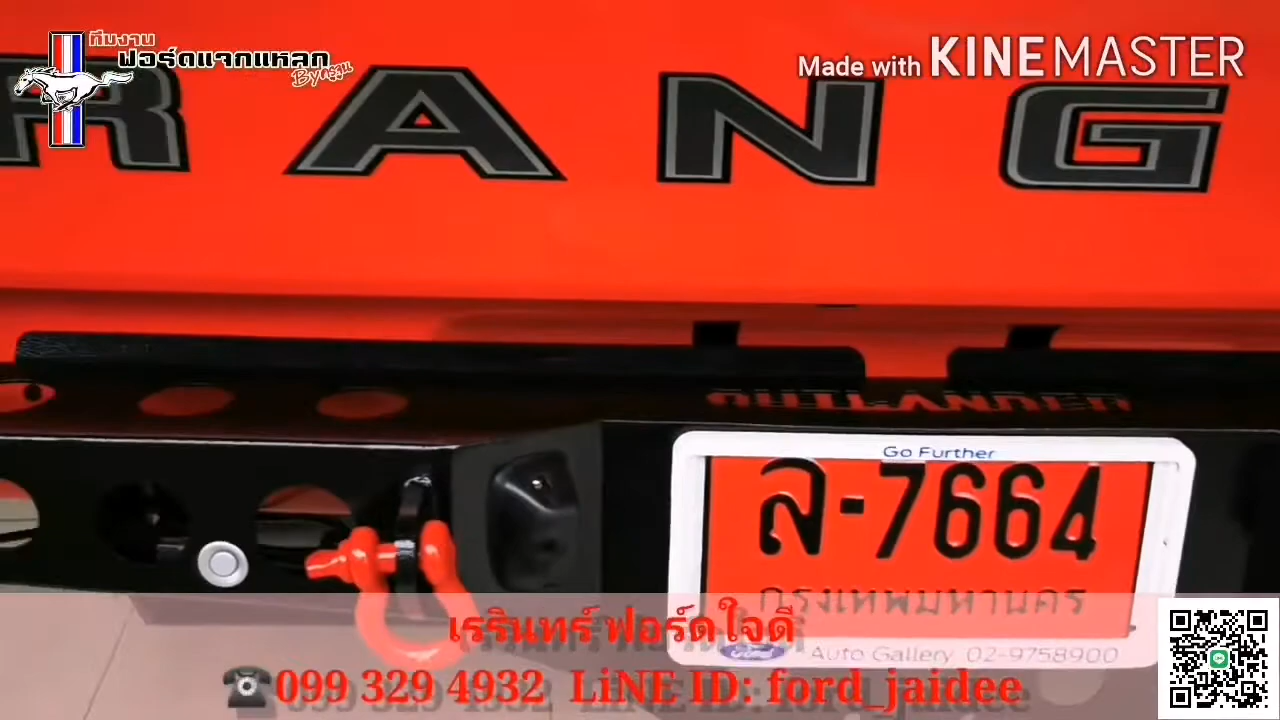 ทีมงาน
ฟอร์ดแจกแหลก
Made with KINEMASTER
RANG
OUTLANDER
Go Further
ล-7664
กรุงเทพมหานคร
เรรินทร์ ฟอร์ดใจดี
Ford Auto Gallery 02-9758900
☎099 329 4932 LiNE ID: ford_jaidee